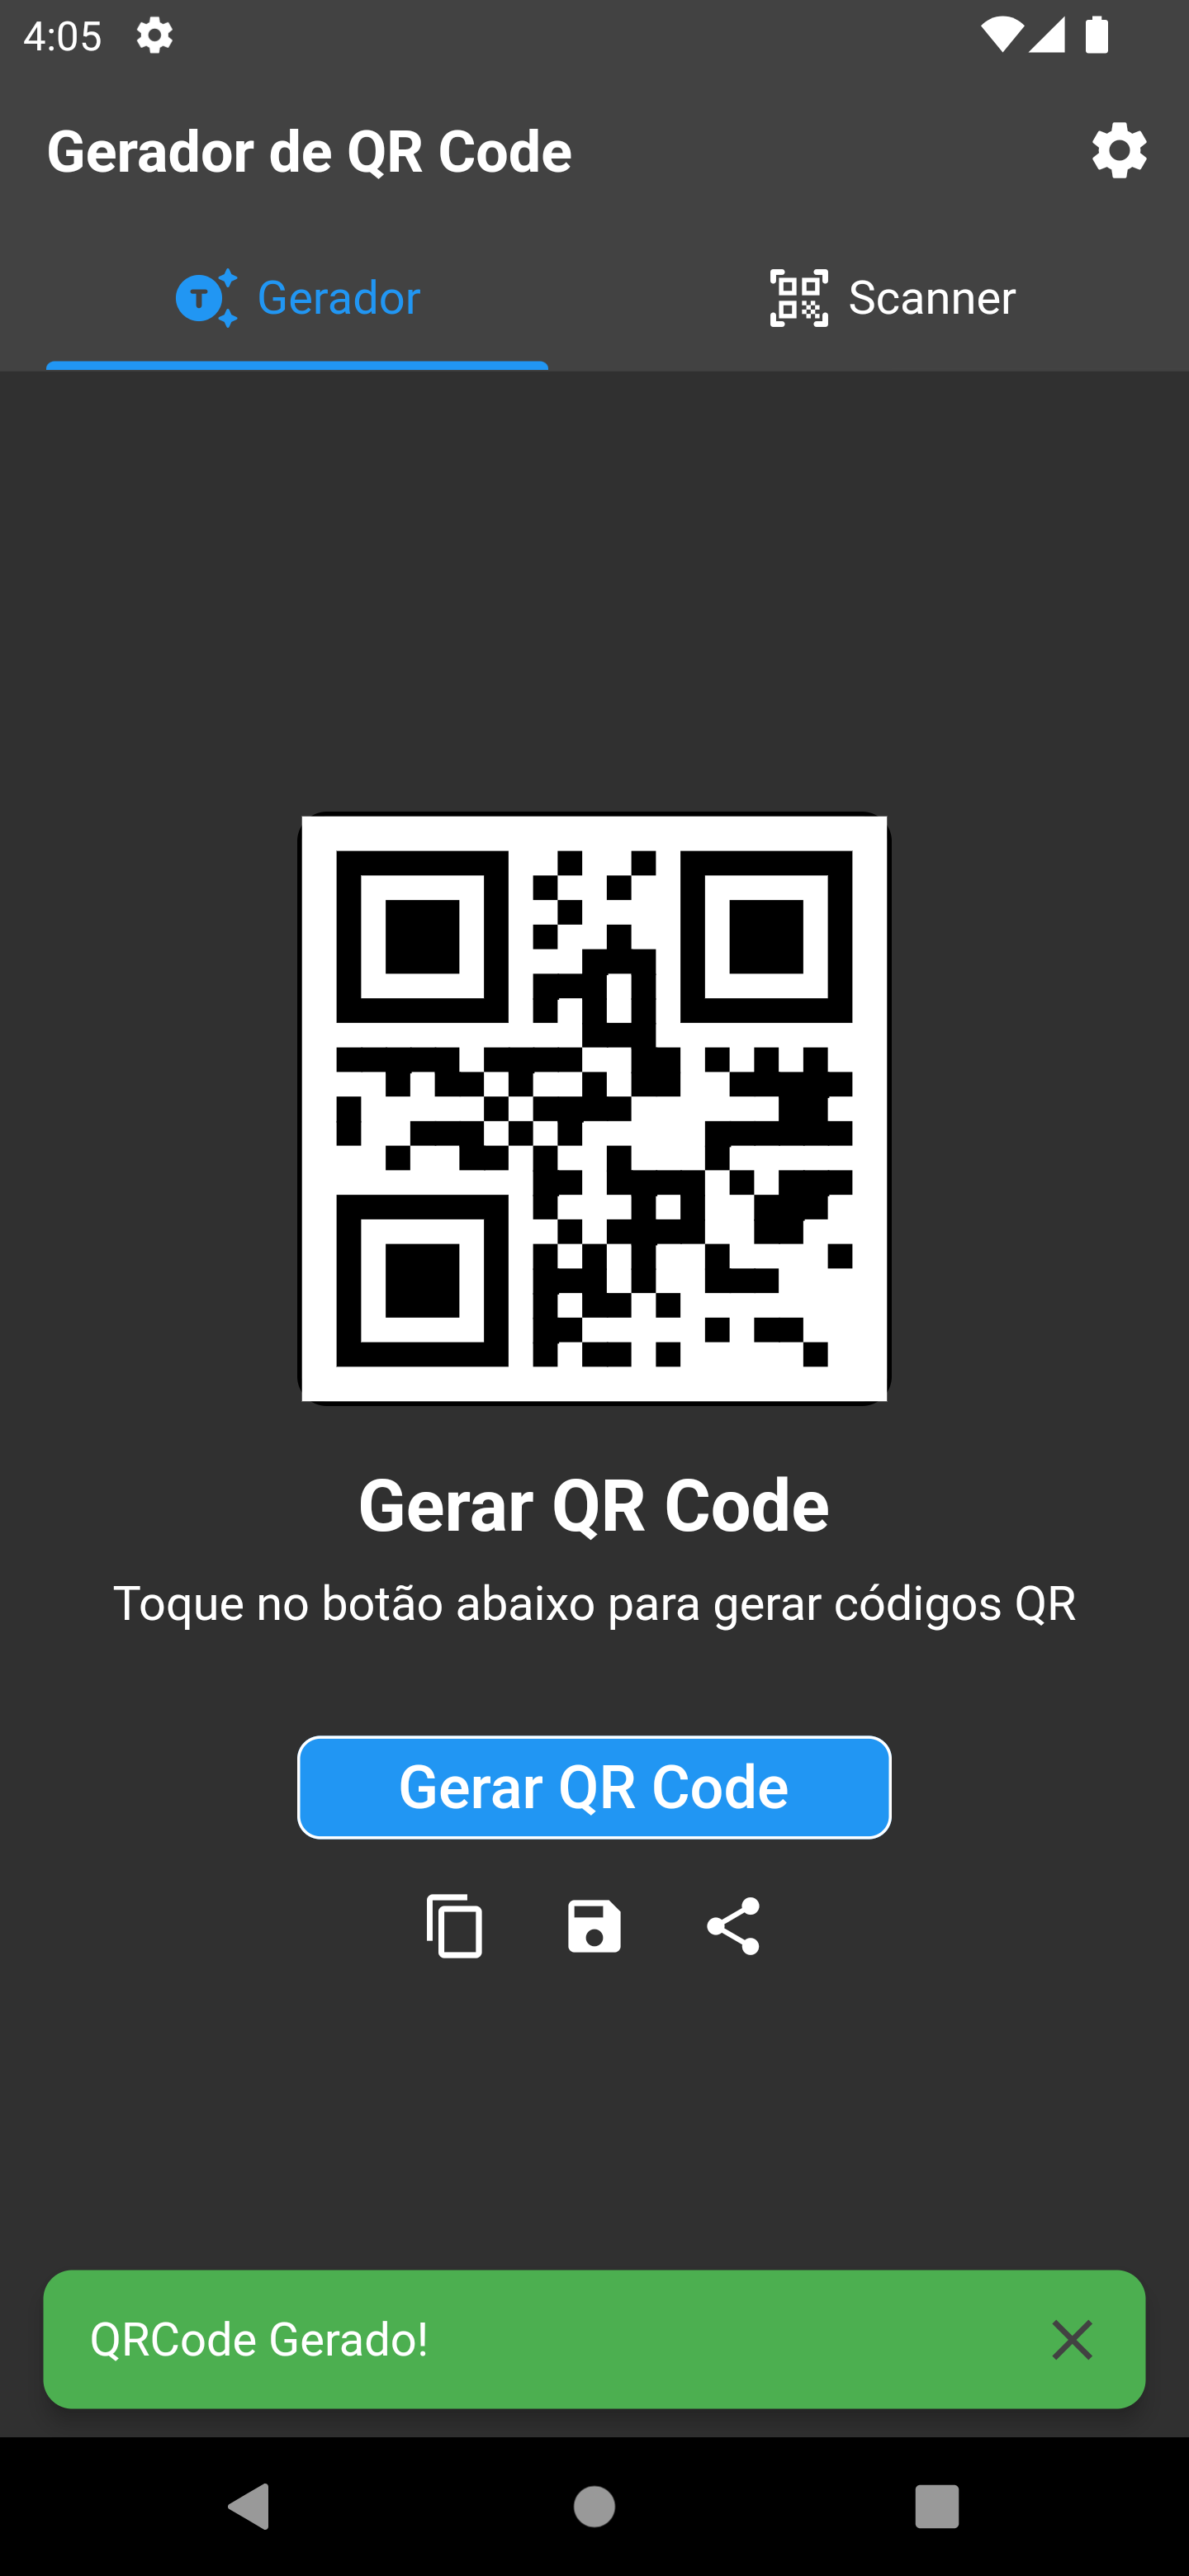 4:05
Gerador de QR Code
Gerador
Scanner
Gerar QR Code
Toque no botão abaixo para gerar códigos QR
Gerar QR Code
QRCode Gerado!